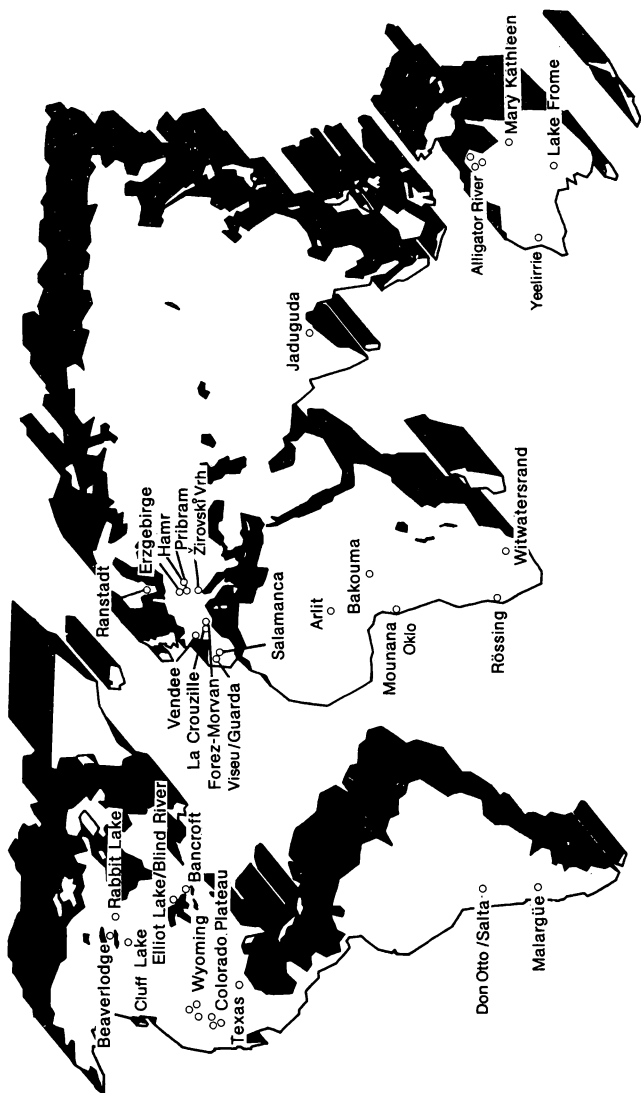 Beaverlodge
Rabbit Lake
Cluff Lake
Elliot Lake/Blind River
Bancroft
Wyoming
Colorado Plateau
Texas
Don Otto/Salta
Malargüe
Ranstadt
Erzgebirge
Hamr
Pribram
Žirovski Vrh
Vendee
La Crouzille
Forez-Morvan
Viseu/Guarda
Salamanca
Arlit
Bakouma
Mounana
Oklo
Rössing
Witwatersrand
Jaduguda
Alligator River
Mary Kathleen
Lake Frome
Yeelirrie